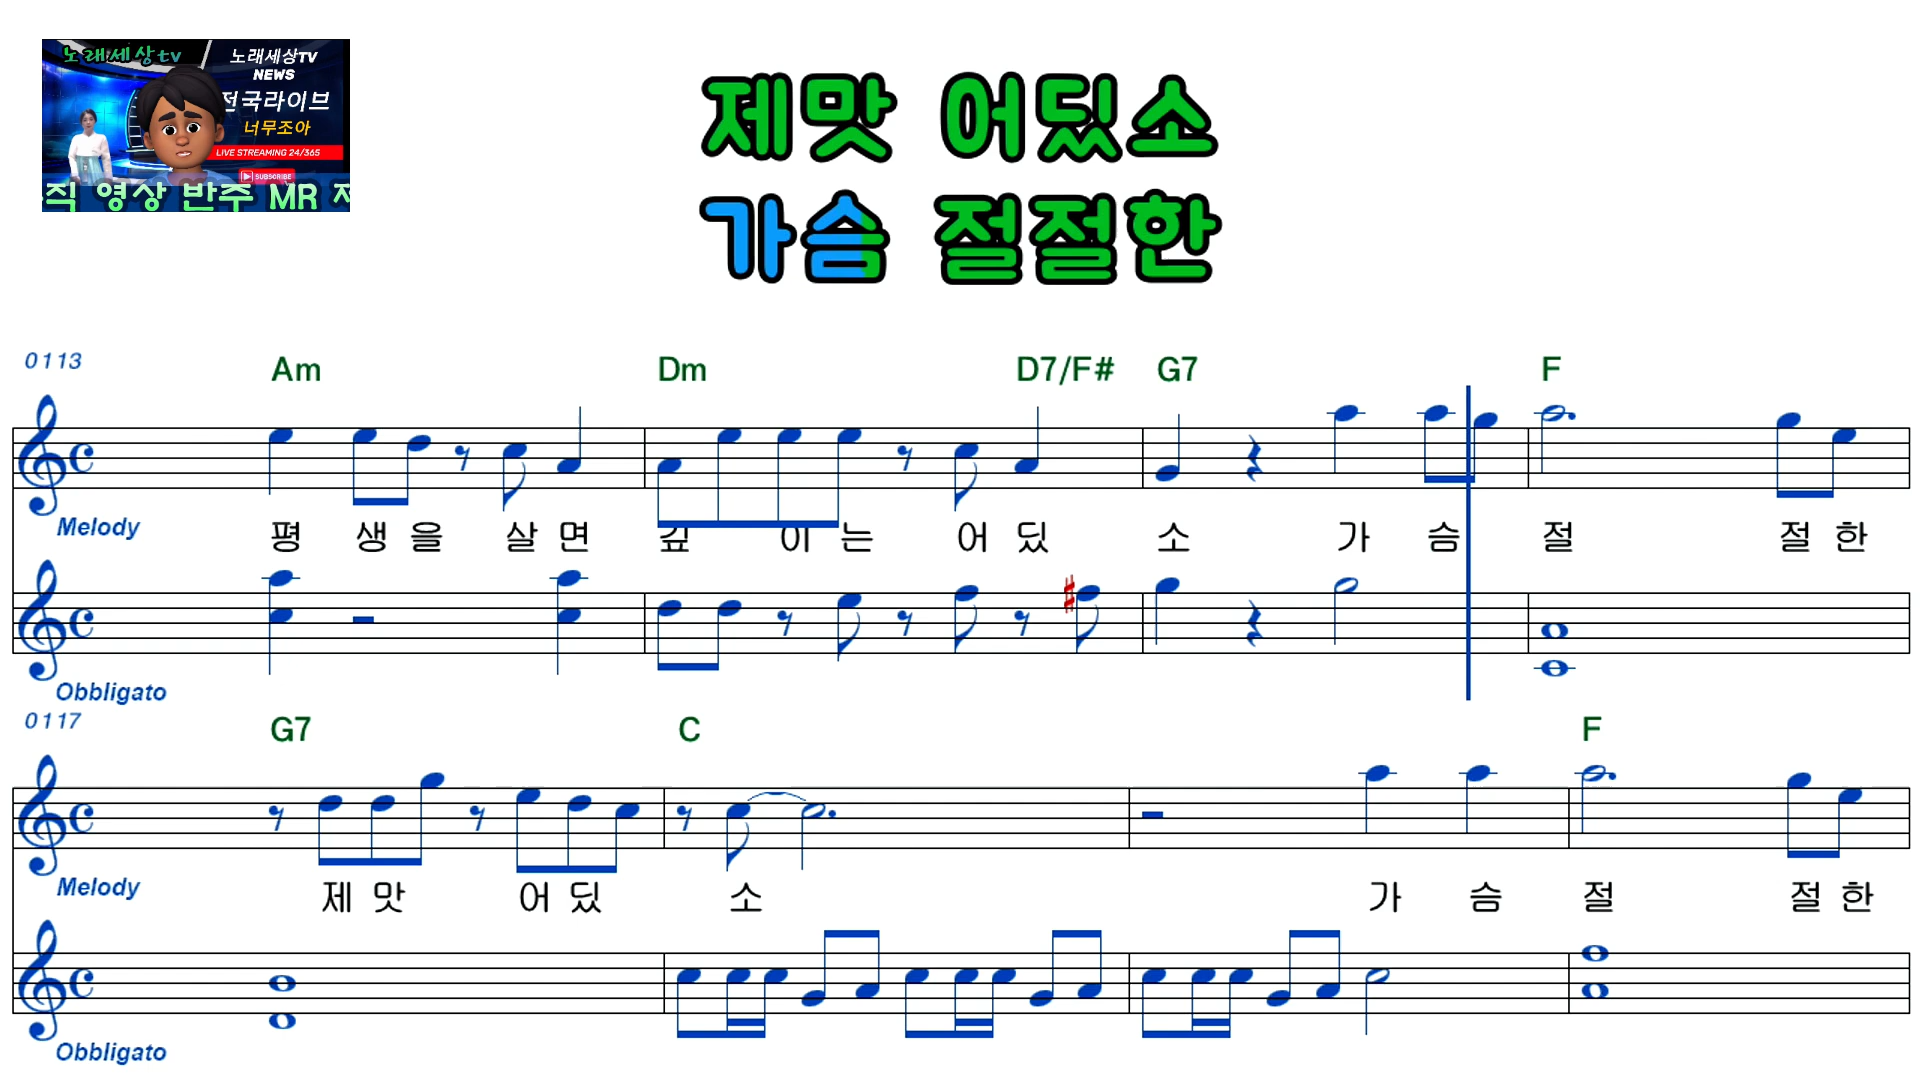 노래세상tv
노래세상TV
NEWS
전국라이브
너무조아
LIVE STREAMING 24/365
SUBSCRIBE
직 영상 반주 MR
제맛 어딨소
가슴 절절한
0113
Am Dm D7/F# G7 F
Melody
평 생 을 살 면 깊 이 는 어 딨 소 가 슴 절 절 한
Obbligato
0117
G7 C F
Melody
제 맛 어 딨 소 가 슴 절 절 한
Obbligato